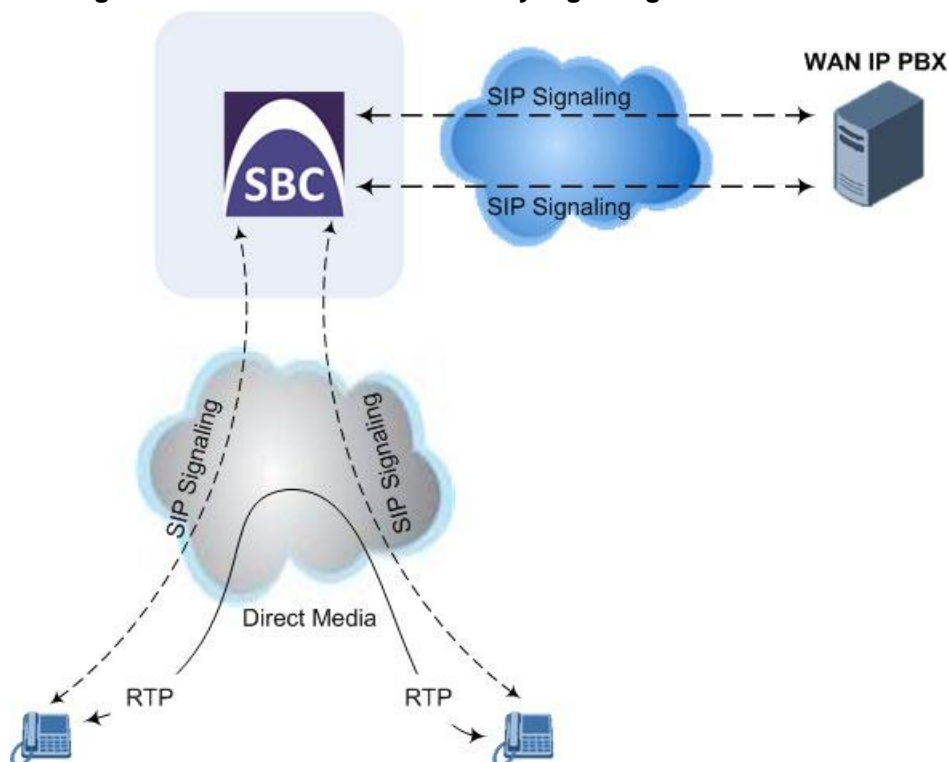 WAN IP PBX
SIP Signaling
SBC
SIP Signaling
SIP Signaling
SIP Signaling
Direct Media
RTP
RTP